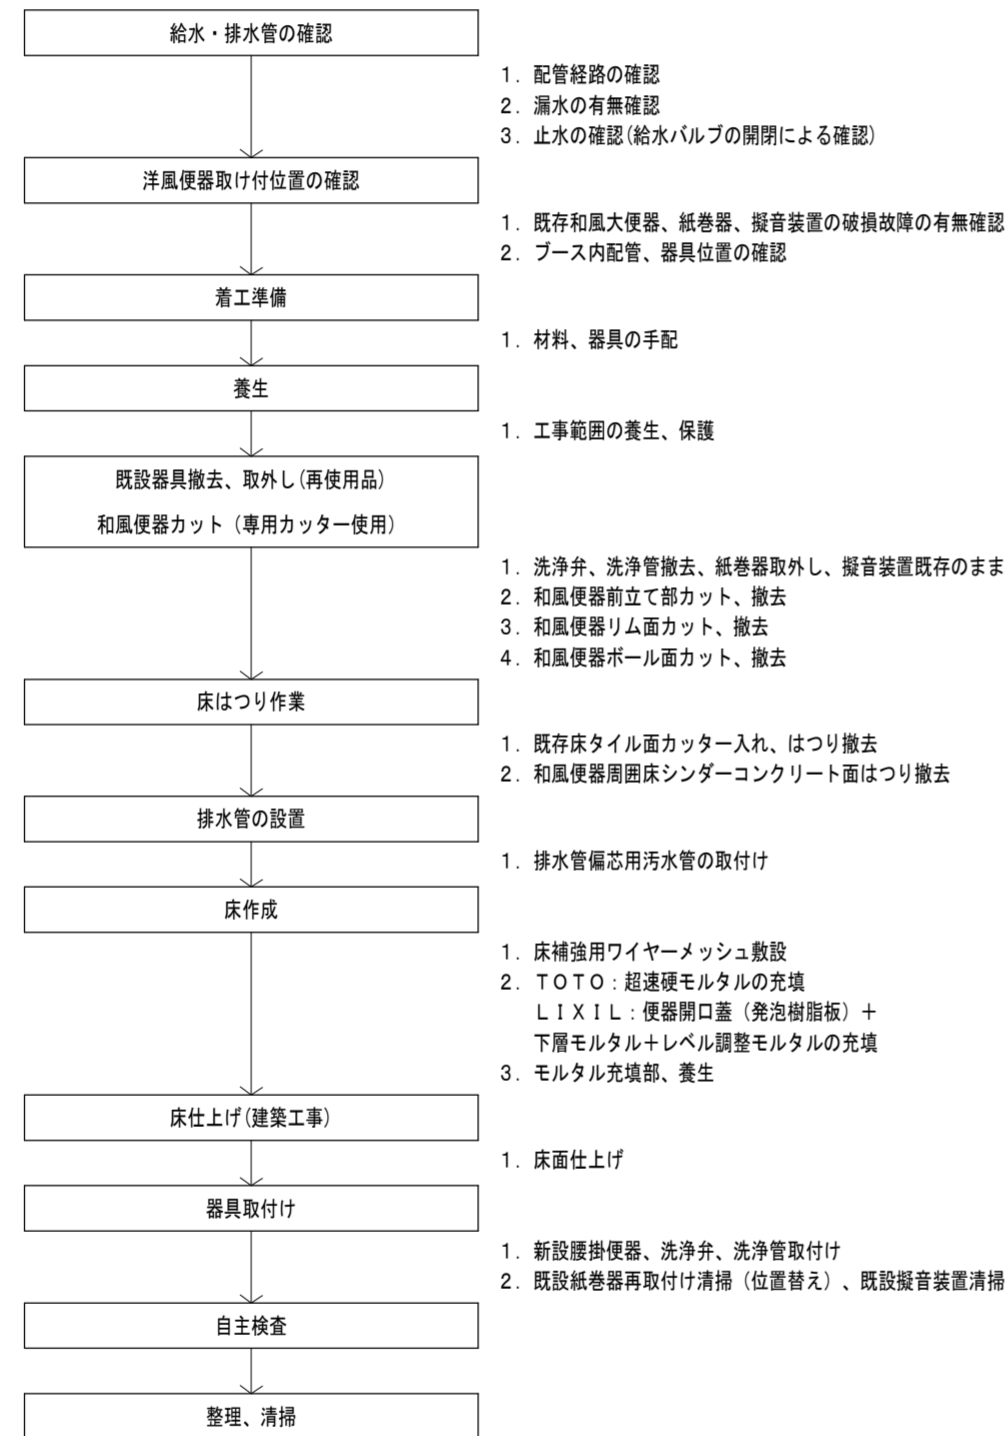 給水・排水管の確認
1. 配管経路の確認
2. 漏水の有無確認
3. 止水の確認(給水バルブの開閉による確認)
洋風便器取け付位置の確認
1. 既存和風大便器、紙巻器、擬音装置の破損故障の有無確認
2. ブース内配管、器具位置の確認
着工準備
1. 材料、器具の手配
養生
1. 工事範囲の養生、保護
既設器具撤去、取外し(再使用品)
和風便器カット（専用カッター使用）
1. 洗浄弁、洗浄管撤去、紙巻器取外し、擬音装置既存のまま
2. 和風便器前立て部カット、撤去
3. 和風便器リム面カット、撤去
4. 和風便器ボール面カット、撤去
床はつり作業
1. 既存床タイル面カッター入れ、はつり撤去
2. 和風便器周囲床シンダーコンクリート面はつり撤去
排水管の設置
1. 排水管偏芯用汚水管の取付け
床作成
1. 床補強用ワイヤーメッシュ敷設
2. ＴＯＴＯ：超速硬モルタルの充填
ＬＩＸＩＬ：便器開口蓋（発泡樹脂板）＋
下層モルタル＋レベル調整モルタルの充填
3. モルタル充填部、養生
床仕上げ(建築工事)
1. 床面仕上げ
器具取付け
1. 新設腰掛便器、洗浄弁、洗浄管取付け
2. 既設紙巻器再取付け清掃（位置替え）、既設擬音装置清掃
自主検査
整理、清掃